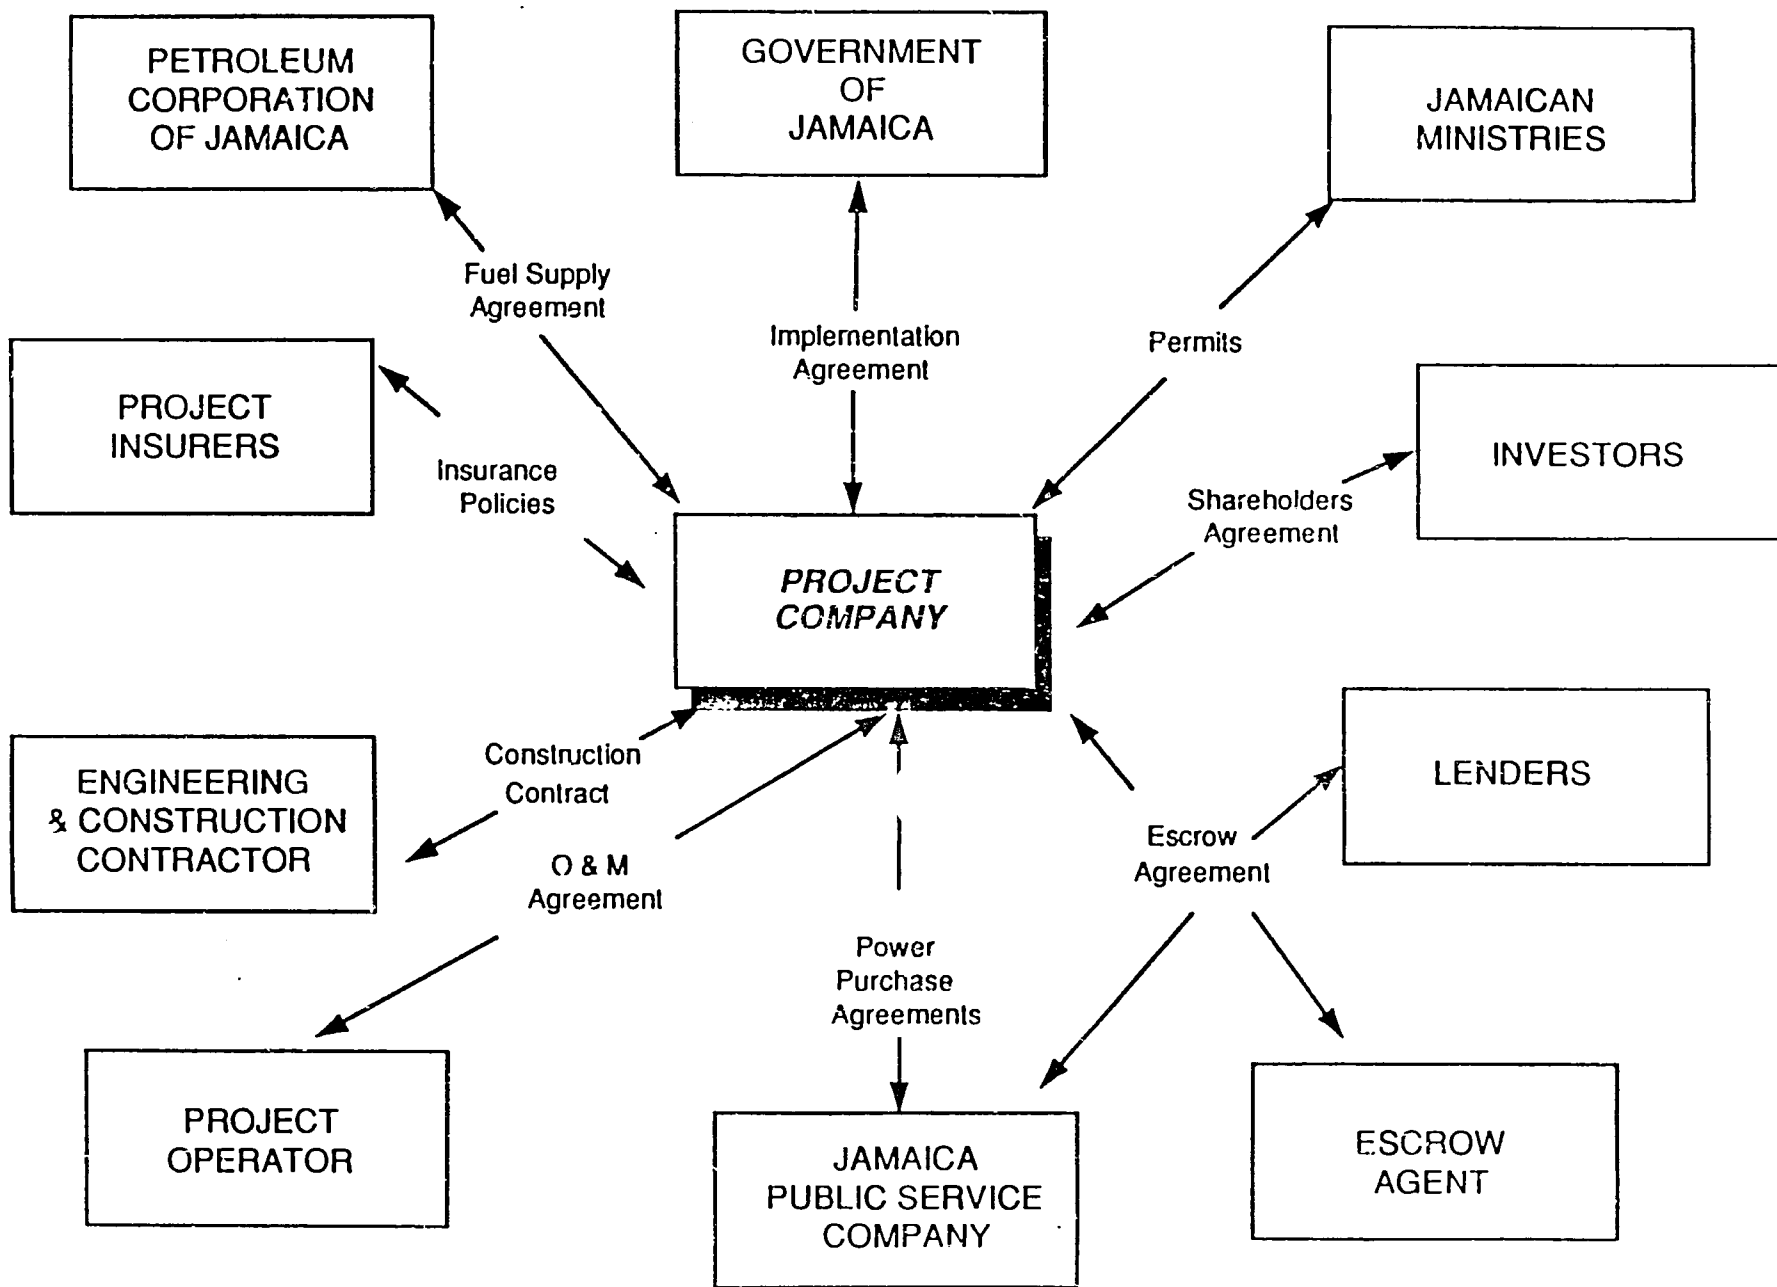 PETROLEUM
CORPORATION
OF JAMAICA
GOVERNMENT
OF
JAMAICA
JAMAICAN
MINISTRIES
Fuel Supply
Agreement
Implementation
Agreement
Permits
PROJECT
INSURERS
INVESTORS
Insurance
Policies
Shareholders
Agreement
PROJECT
COMPANY
ENGINEERING
& CONSTRUCTION
CONTRACTOR
Construction
Contract
LENDERS
O & M
Agreement
Escrow
Agreement
Power
Purchase
Agreements
PROJECT
OPERATOR
JAMAICA
PUBLIC SERVICE
COMPANY
ESCROW
AGENT